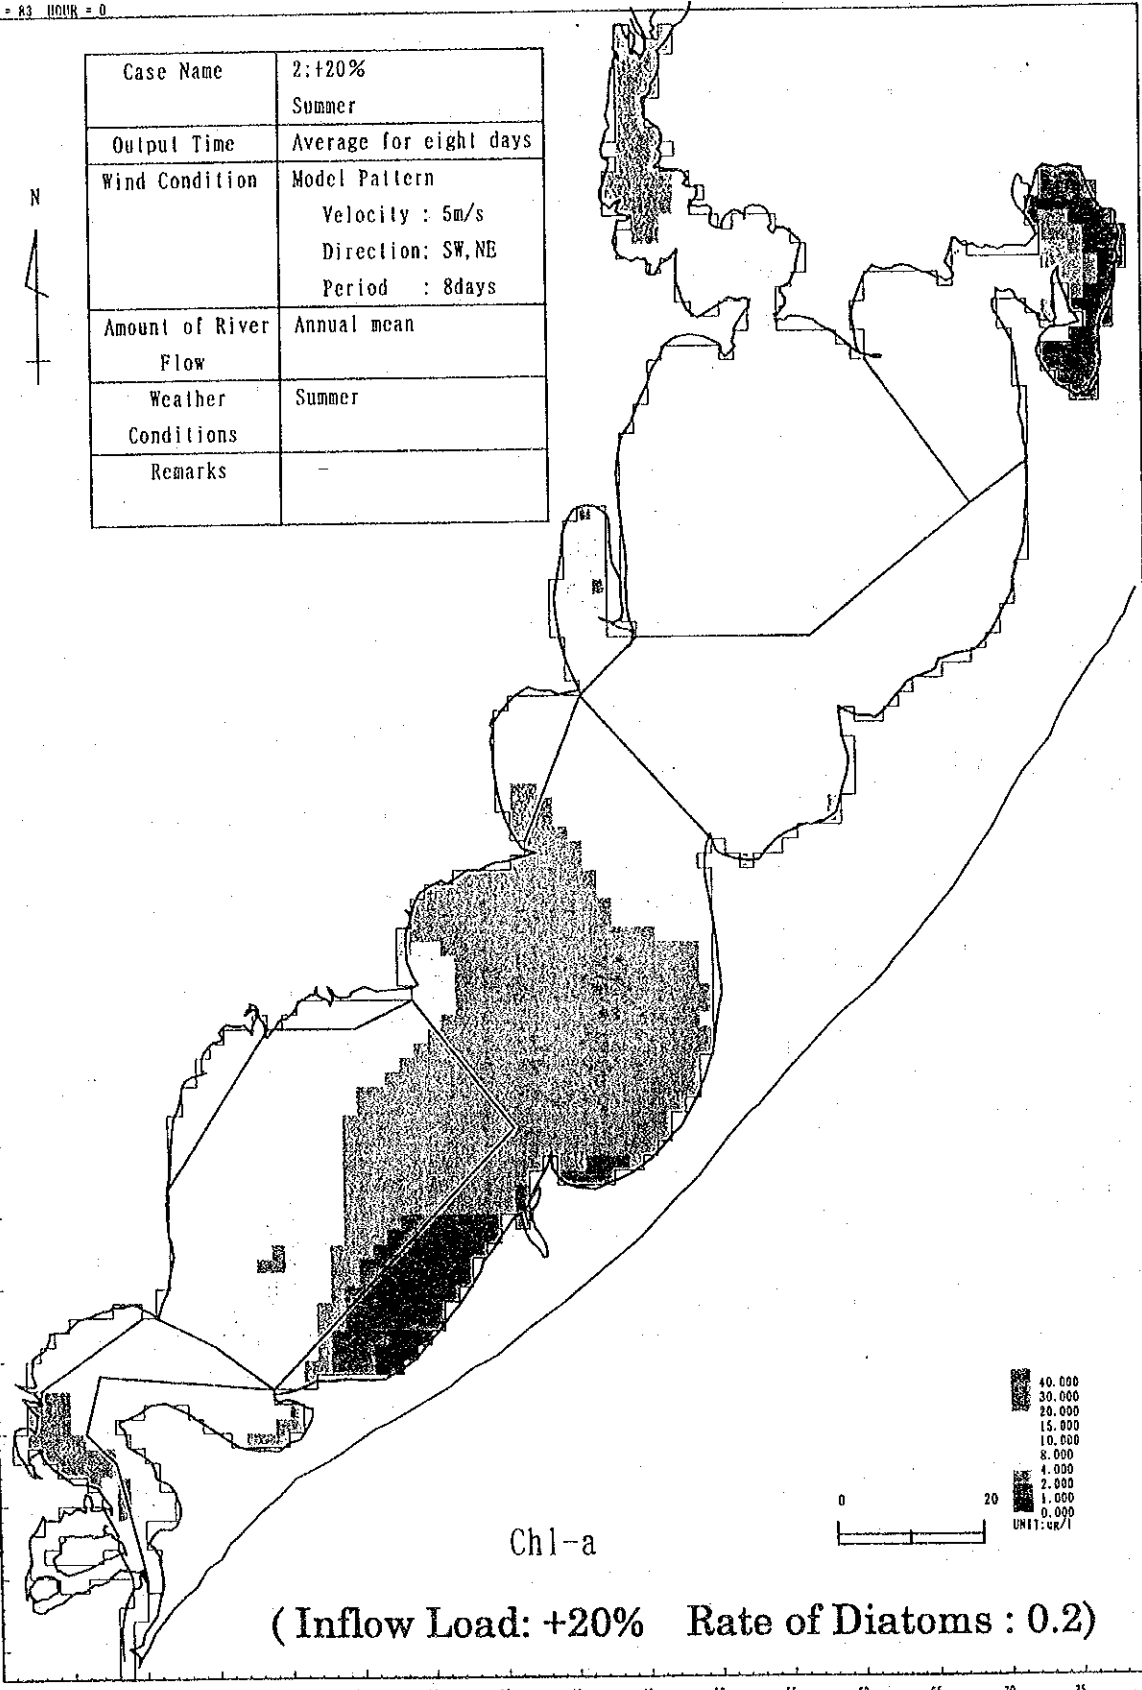 = 83 HOUR = 0
Case Name 2:+20%
Summer
Output Time Average for eight days
Wind Condition Model Pattern
Velocity : 5m/s
Direction: SW,NE
Period : 8days
Amount of River Flow Annual mean
Weather Conditions Summer
Remarks -
N
40.000
30.000
20.000
15.000
10.000
8.000
4.000
2.000
1.000
0.000
UNIT:ug/l
0 20
Chl-a
( Inflow Load: +20% Rate of Diatoms : 0.2)